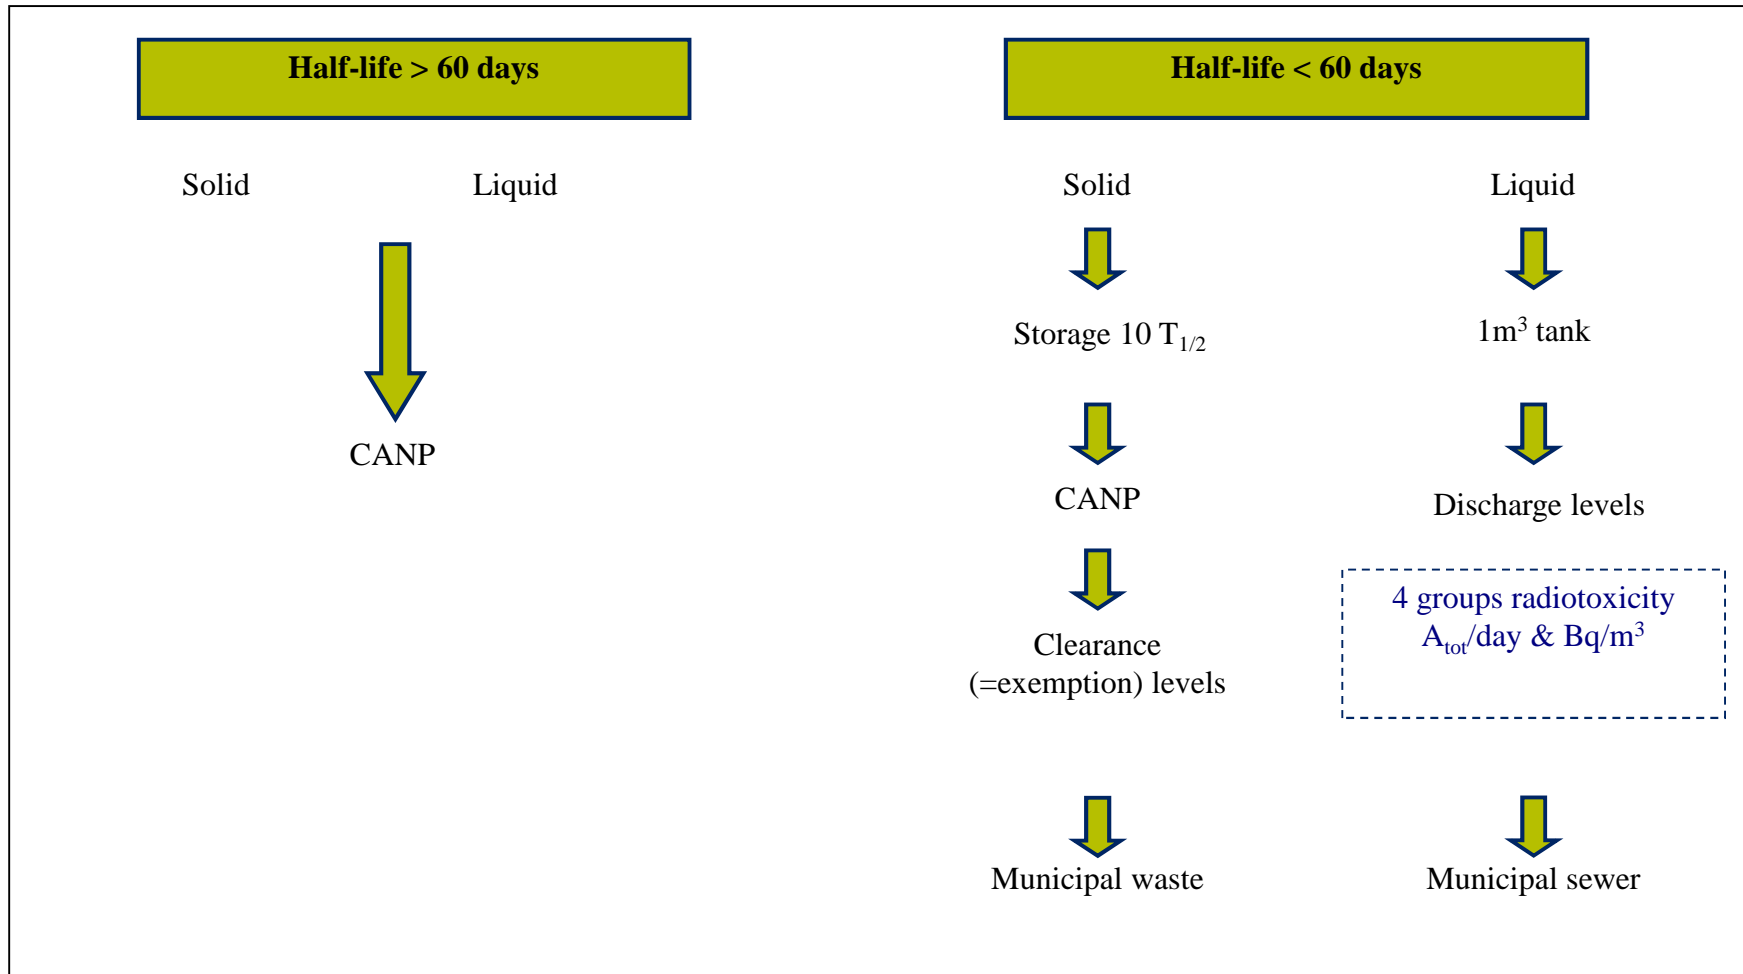 Half-life > 60 days
Solid
Liquid
CANP
Half-life < 60 days
Solid
Storage 10 T1/2
CANP
Clearance
(=exemption) levels
Municipal waste
Liquid
1m³ tank
Discharge levels
4 groups radiotoxicity
Atot/day & Bq/m³
Municipal sewer